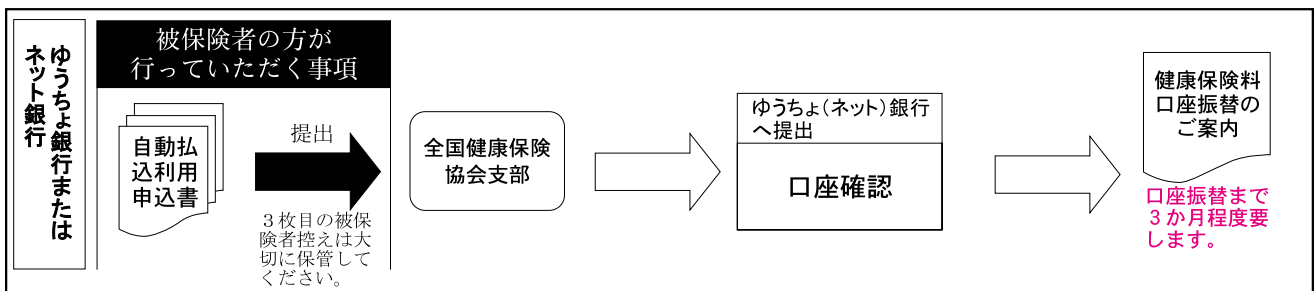 ゆうちょ銀行または
ネット銀行
被保険者の方が
行っていただく事項
自動払
込利用
申込書
提出
３枚目の被保
険者控えは大
切に保管して
ください。
全国健康保険
協会支部
ゆうちょ（ネット）銀行
へ提出
口座確認
健康保険料
口座振替の
ご案内
口座振替まで
３か月程度要
します。